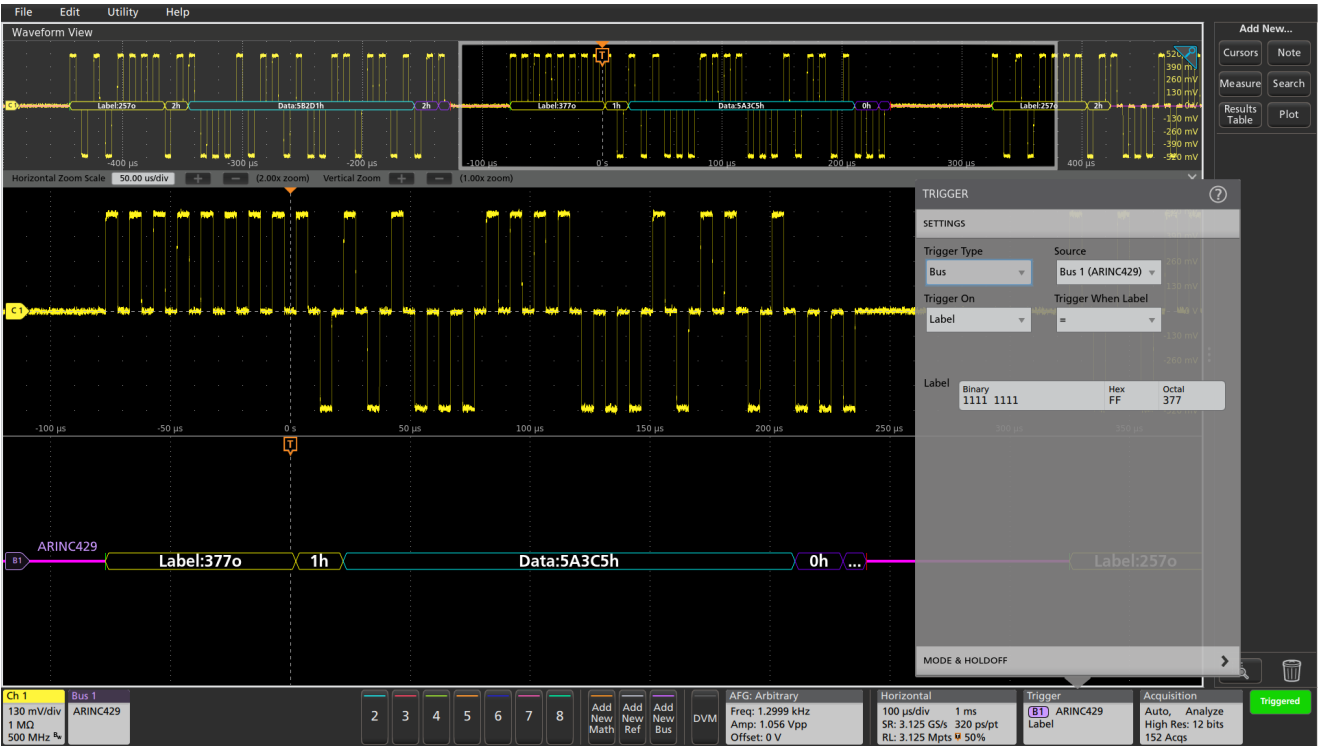 File Edit Utility Help
Waveform View
Add New...
Cursors Note
Measure Search
Results Table Plot
520
390 m
260 mV
130 mV
-130 mV
-260 mV
-390 mV
-520 mV
C1
Label:257o 2h Data:5B2D1h 2h Label:377o 1h Data:5A3C5h 0h Label:257o 2h
T
-400 µs -300 µs -200 µs -100 µs 0 s 100 µs 200 µs 300 µs 400 µs
Horizontal Zoom Scale 50.00 us/div + − (2.00x zoom) Vertical Zoom + − (1.00x zoom)
C1
-100 µs -50 µs 0 s 50 µs 100 µs 150 µs 200 µs 250 µs 300 µs 350 µs
T
ARINC429
B1 Label:377o 1h Data:5A3C5h 0h ... Label:257o
TRIGGER ?
SETTINGS
Trigger Type Source
Bus Bus 1 (ARINC429)
Trigger On Trigger When Label
Label =
260 mV
130 mV
V
-130 mV
-260 mV
Label Binary Hex Octal
1111 1111 FF 377
MODE & HOLDOFF
Ch 1
130 mV/div
1 MΩ
500 MHz Bw
Bus 1
ARINC429
2 3 4 5 6 7 8
Add New Math
Add New Ref
Add New Bus
DVM
AFG: Arbitrary
Freq: 1.2999 kHz
Amp: 1.056 Vpp
Offset: 0 V
Horizontal
100 µs/div 1 ms
SR: 3.125 GS/s 320 ps/pt
RL: 3.125 Mpts 50%
Trigger
B1 ARINC429
Label
Acquisition
Auto, Analyze
High Res: 12 bits
152 Acqs
Triggered